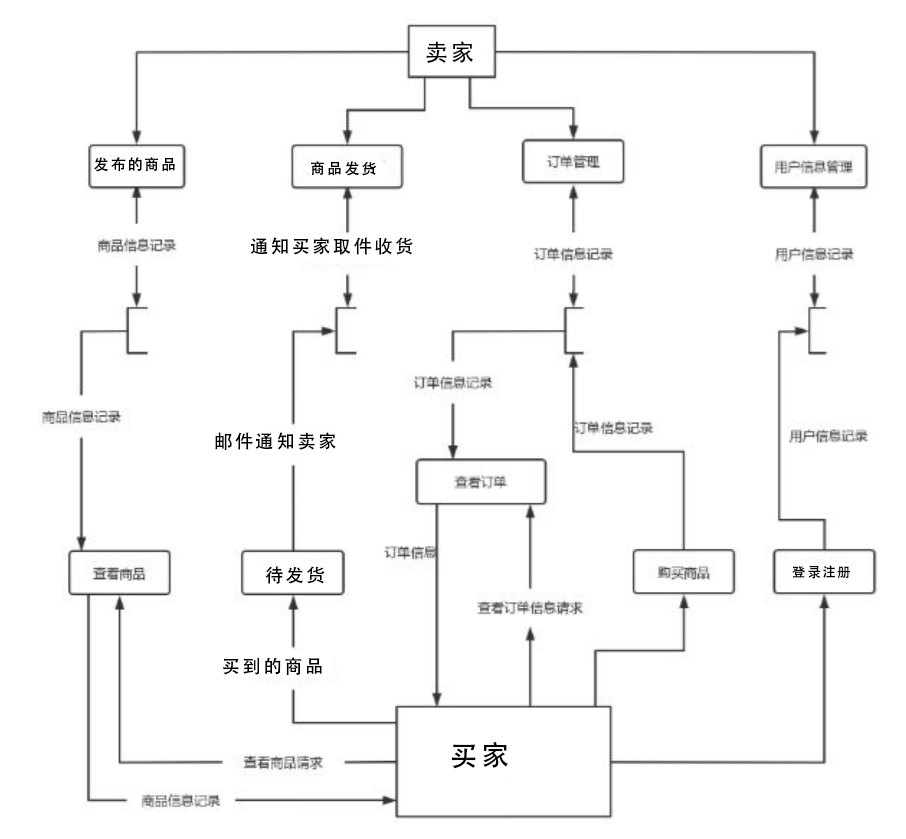 卖家
发布的商品
商品发货
订单管理
用户信息管理
商品信息记录
通知买家取件收货
订单信息记录
用户信息记录
订单信息记录
商品信息记录
邮件通知卖家
订单信息记录
用户信息记录
查看订单
订单信息
查看商品
待发货
购买商品
登录注册
查看订单信息请求
买到的商品
买家
查看商品请求
商品信息记录